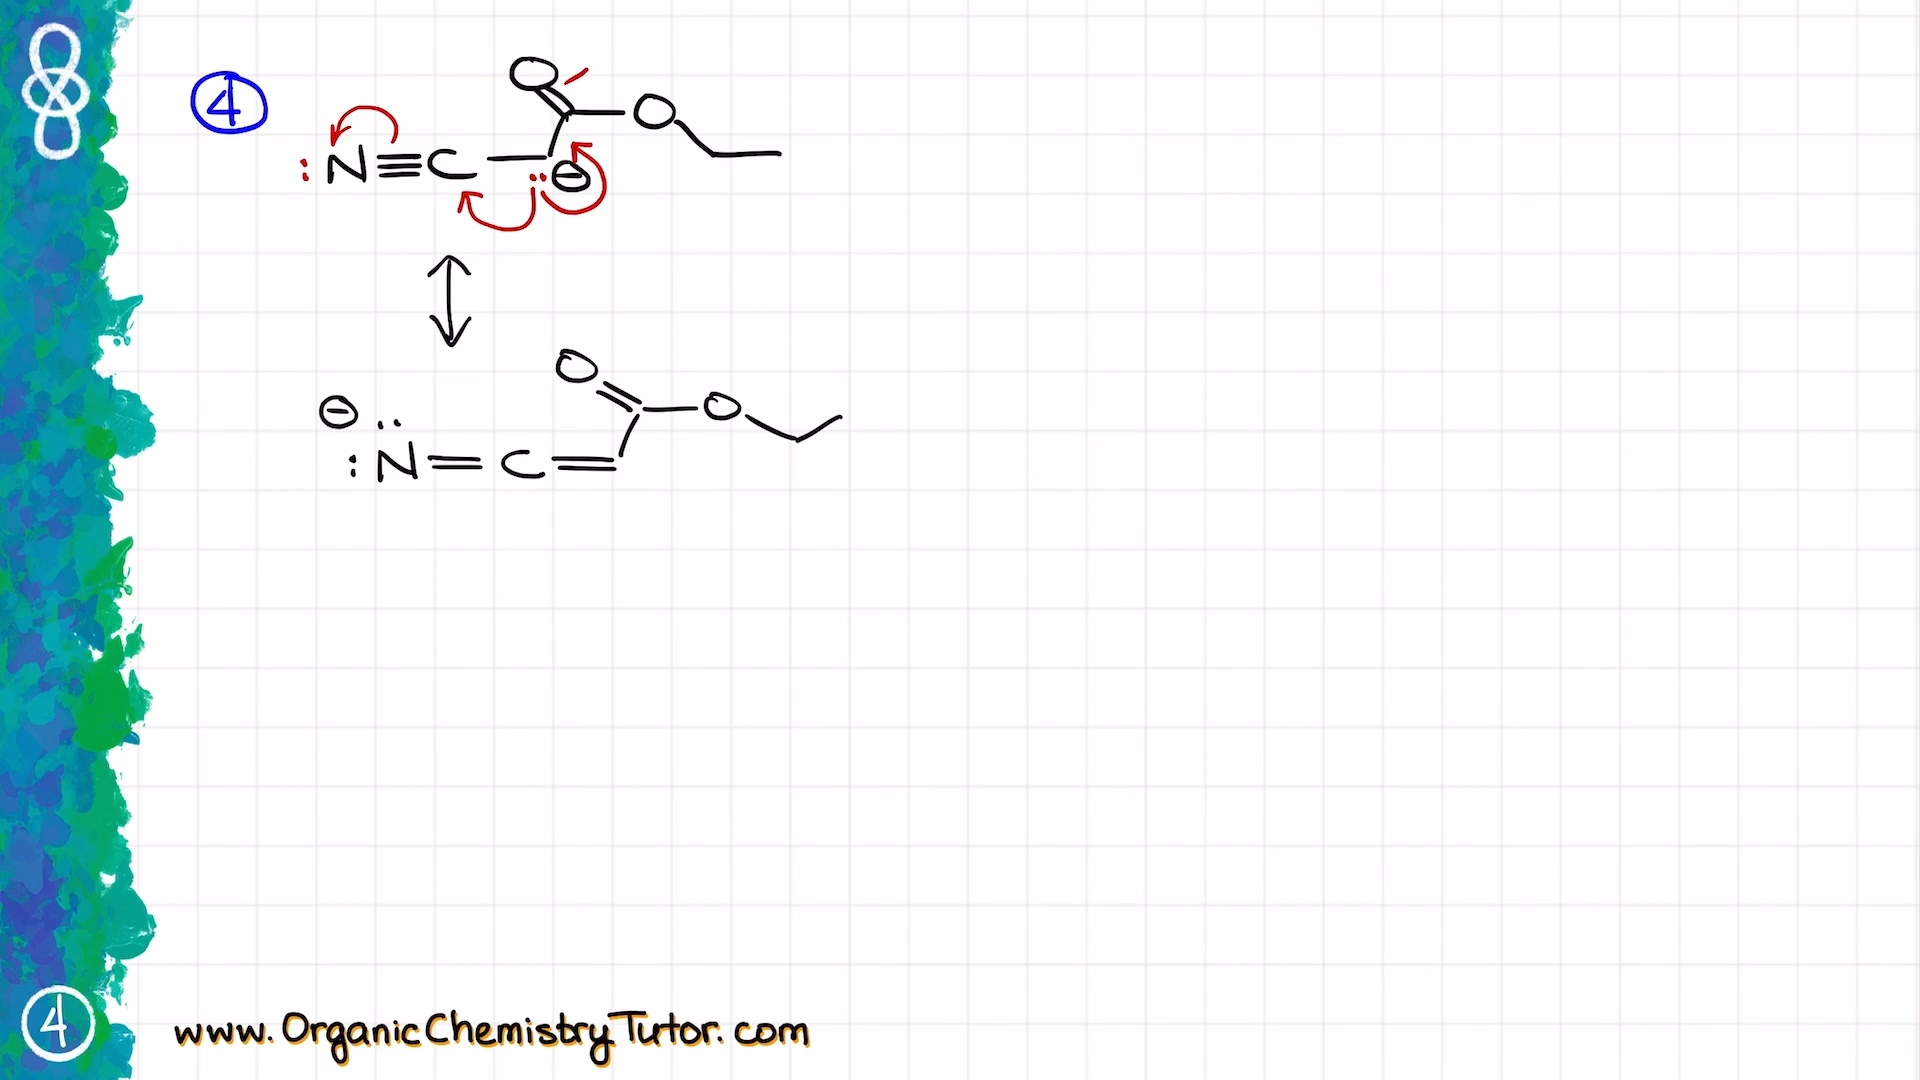 4
O
O
:N≡C — ··⊖
O
⊖ ··
O
:N=C=
4
www.OrganicChemistryTutor.com